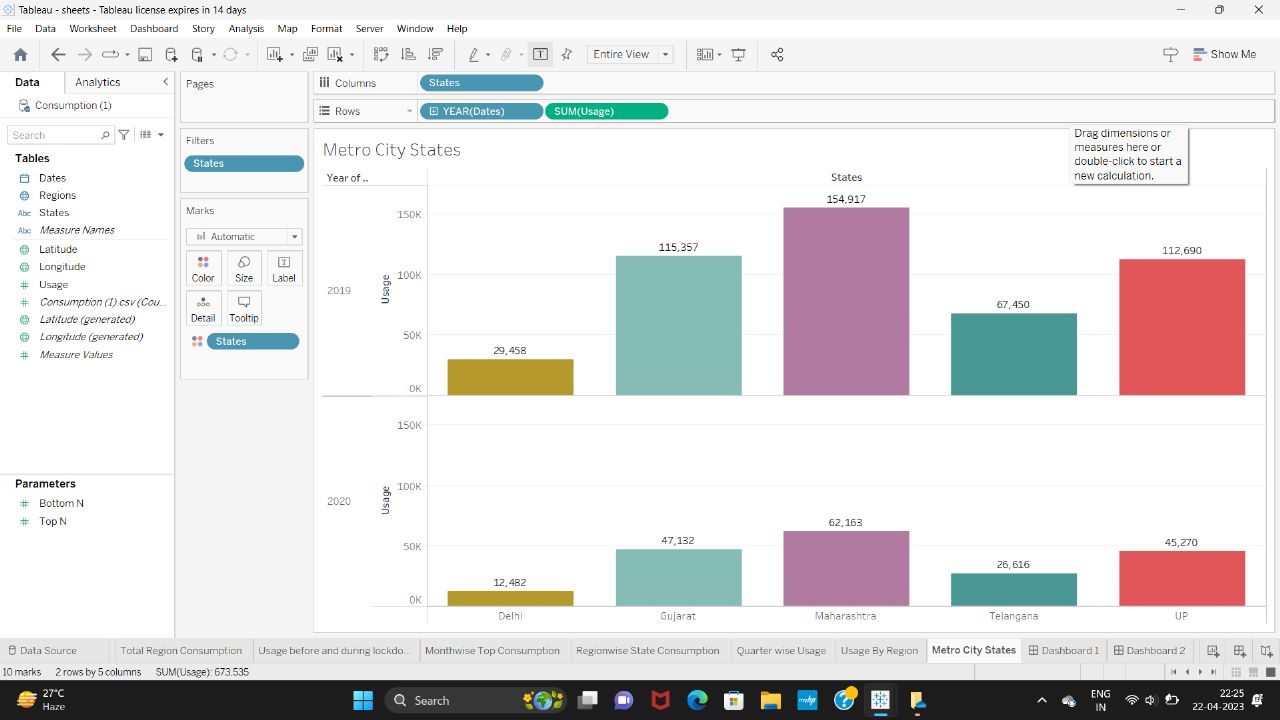 Tableau - sheets - Tableau license expires in 14 days
File Data Worksheet Dashboard Story Analysis Map Format Server Window Help
Entire View
Show Me
Data Analytics
Consumption (1)
Search
Tables
Dates
Regions
Abc States
Abc Measure Names
Latitude
Longitude
# Usage
# Consumption (1).csv (Cou...
Latitude (generated)
Longitude (generated)
# Measure Values
Parameters
# Bottom N
# Top N
Pages
Filters
States
Marks
Automatic
Color Size Label
Detail Tooltip
States
Columns States
Rows YEAR(Dates) SUM(Usage)
Drag dimensions or
measures here or
double-click to start a
new calculation.
Metro City States
Year of .. States
2019
Usage
150K
100K
50K
0K
29,458
115,357
154,917
67,450
112,690
2020
Usage
150K
100K
50K
0K
12,482
47,132
62,163
26,616
45,270
Delhi Gujarat Maharashtra Telangana UP
Data Source Total Region Consumption Usage before and during lockdo... Monthwise Top Consumption Regionwise State Consumption Quarter wise Usage Usage By Region Metro City States Dashboard 1 Dashboard 2
10 marks 2 rows by 5 columns SUM(Usage): 673.535
27°C
Haze
Search
myhp
ENG
IN
22:25
22-04-2023